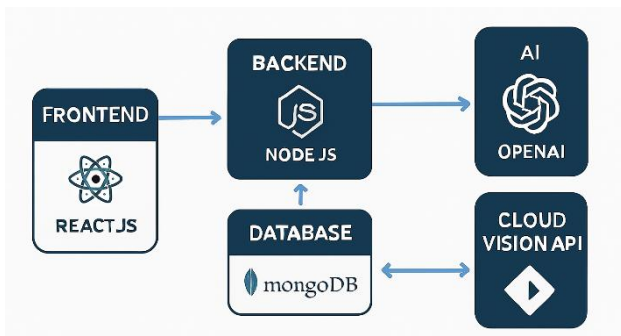 FRONTEND
REACTJS
BACKEND
JS
NODE JS
AI
OPENAI
DATABASE
mongoDB
CLOUD
VISION API